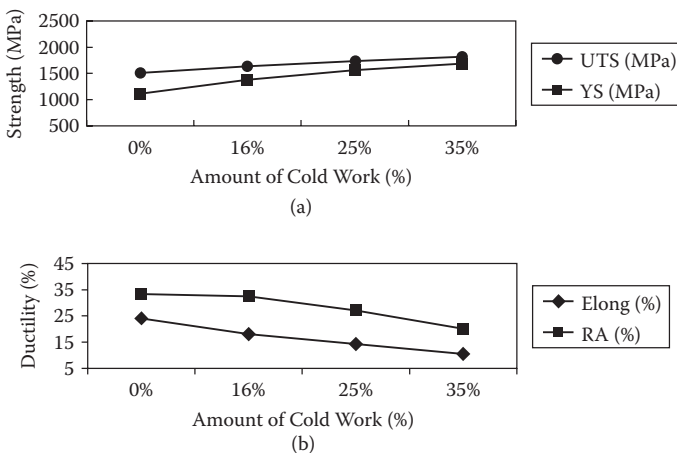 Strength (MPa)
2500
2000
1500
1000
500
0% 16% 25% 35%
Amount of Cold Work (%)
(a)
UTS (MPa)
YS (MPa)
Ductility (%)
45
35
25
15
5
0% 16% 25% 35%
Amount of Cold Work (%)
(b)
Elong (%)
RA (%)